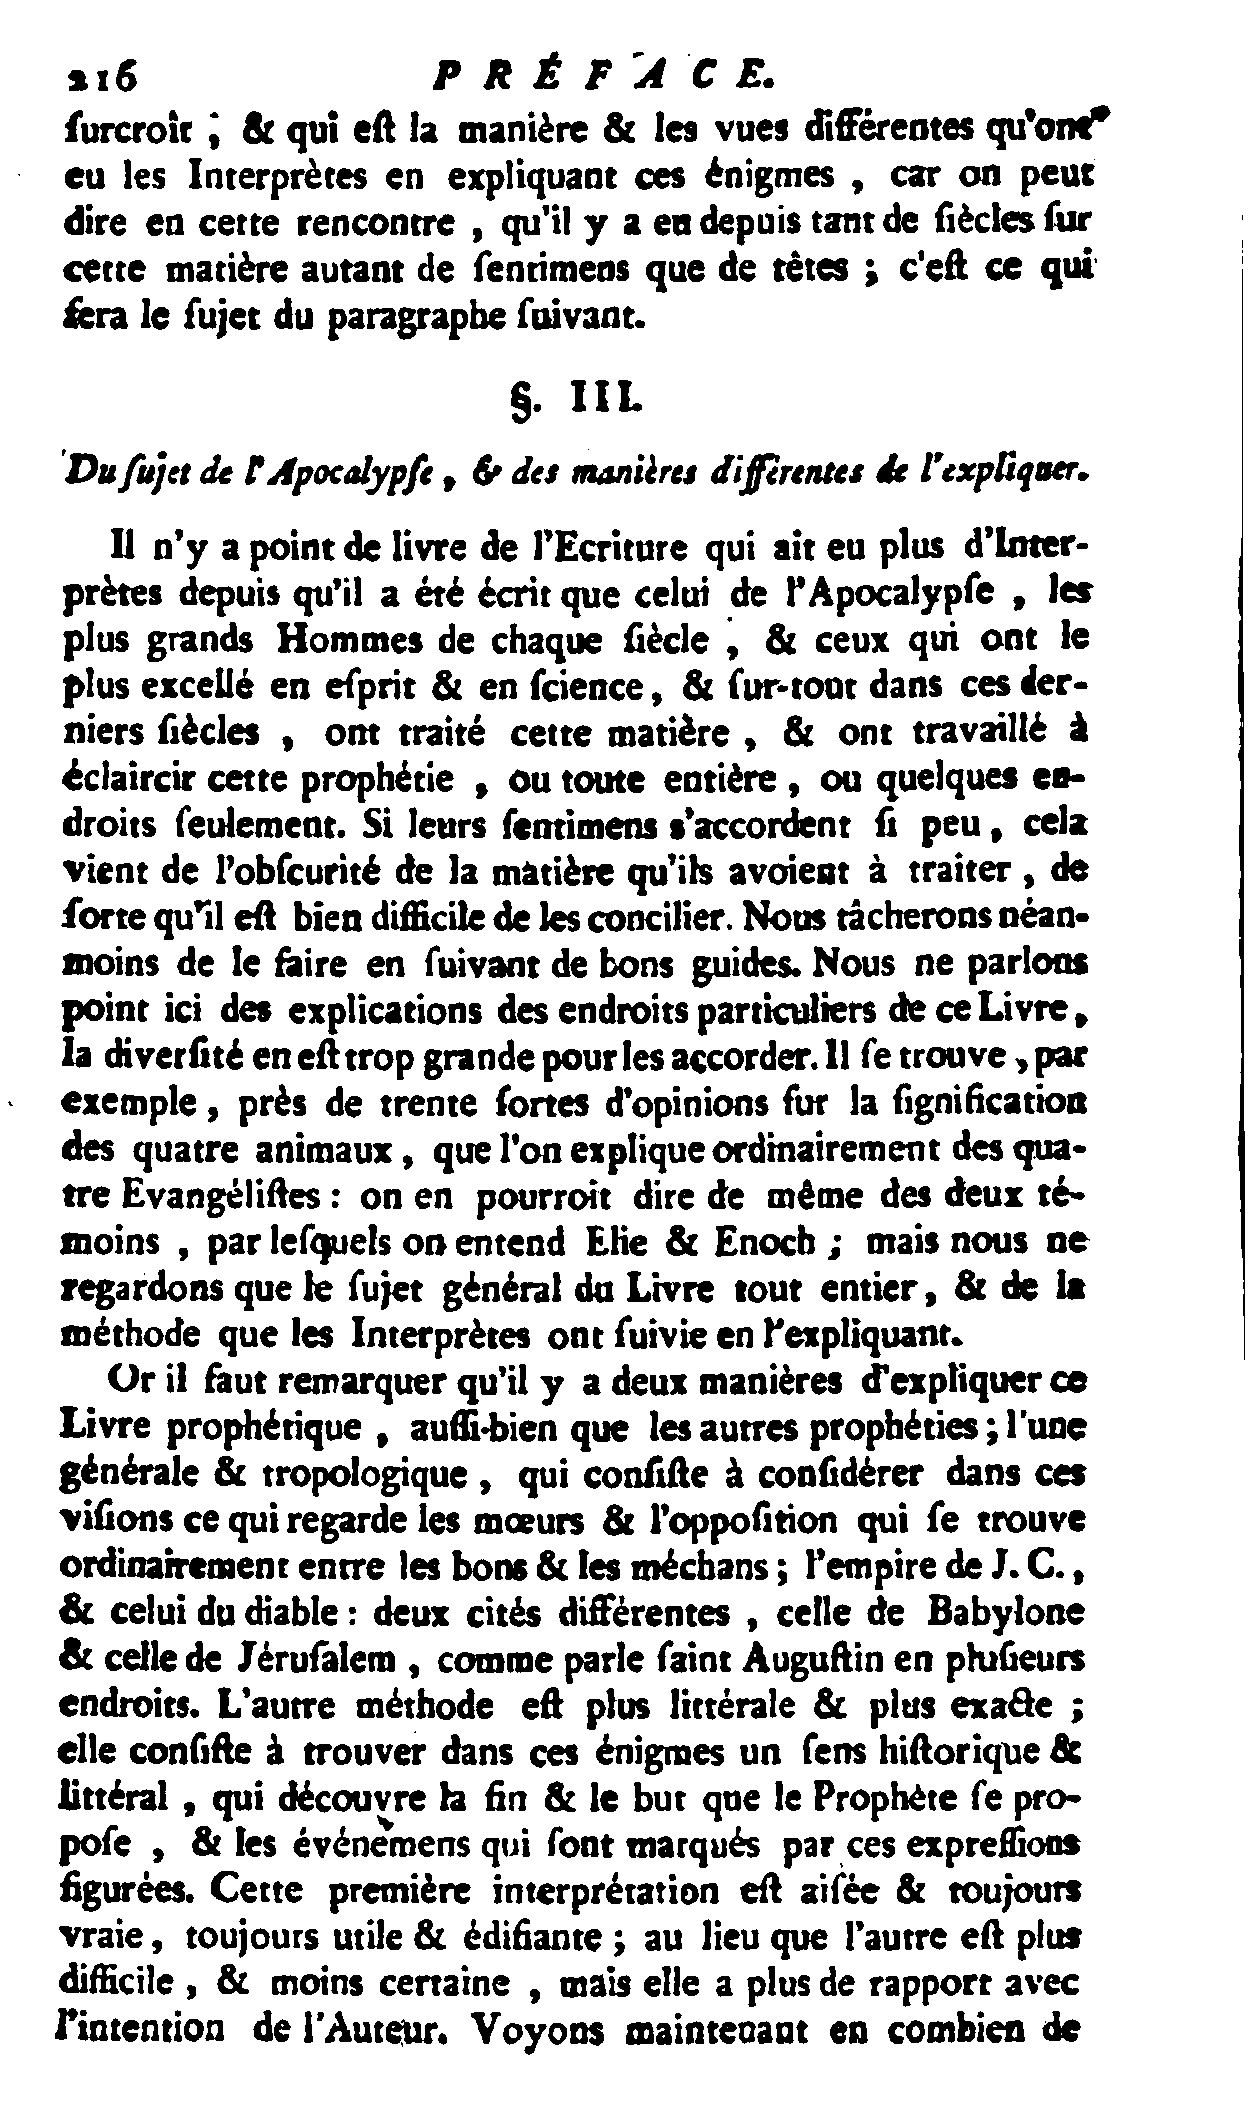 216 PRÉFACE.
ſurcroît ; & qui eſt la manière & les vues différentes qu'ont
eu les Interprètes en expliquant ces énigmes , car on peut
dire en cette rencontre , qu'il y a eu depuis tant de ſiècles ſur
cette matière autant de ſentimens que de têtes ; c'eſt ce qui
ſera le ſujet du paragraphe ſuivant.
§. III.
Du ſujet de l'Apocalypſe , & des manières différentes de l'expliquer.
Il n'y a point de livre de l'Ecriture qui ait eu plus d'Inter-
prètes depuis qu'il a été écrit que celui de l'Apocalypſe , les
plus grands Hommes de chaque ſiècle , & ceux qui ont le
plus excellé en eſprit & en ſcience, & ſur-tout dans ces der-
niers ſiècles , ont traité cette matière , & ont travaillé à
éclaircir cette prophétie , ou toute entière , ou quelques en-
droits ſeulement. Si leurs ſentimens s'accordent ſi peu , cela
vient de l'obſcurité de la matière qu'ils avoient à traiter , de
ſorte qu'il eſt bien difficile de les concilier. Nous tâcherons néan-
moins de le faire en ſuivant de bons guides. Nous ne parlons
point ici des explications des endroits particuliers de ce Livre ,
la diverſité en eſt trop grande pour les accorder. Il ſe trouve , par
exemple , près de trente ſortes d'opinions ſur la ſignification
des quatre animaux , que l'on explique ordinairement des qua-
tre Evangéliſtes : on en pourroit dire de même des deux té-
moins , par leſquels on entend Elie & Enoch ; mais nous ne
regardons que le ſujet général du Livre tout entier , & de la
méthode que les Interprètes ont ſuivie en l'expliquant.
Or il faut remarquer qu'il y a deux manières d'expliquer ce
Livre prophétique , auſſi-bien que les autres prophéties ; l'une
générale & tropologique , qui conſiſte à conſidérer dans ces
viſions ce qui regarde les mœurs & l'oppoſition qui ſe trouve
ordinairement entre les bons & les méchans ; l'empire de J. C. ,
& celui du diable : deux cités différentes , celle de Babylone
& celle de Jéruſalem , comme parle ſaint Auguſtin en pluſieurs
endroits. L'autre méthode eſt plus littérale & plus exacte ;
elle conſiſte à trouver dans ces énigmes un ſens hiſtorique &
littéral , qui découvre la fin & le but que le Prophète ſe pro-
poſe , & les événemens qui ſont marqués par ces expreſſions
figurées. Cette première interprétation eſt aiſée & toujours
vraie , toujours utile & édifiante ; au lieu que l'autre eſt plus
difficile , & moins certaine , mais elle a plus de rapport avec
l'intention de l'Auteur. Voyons maintenant en combien de